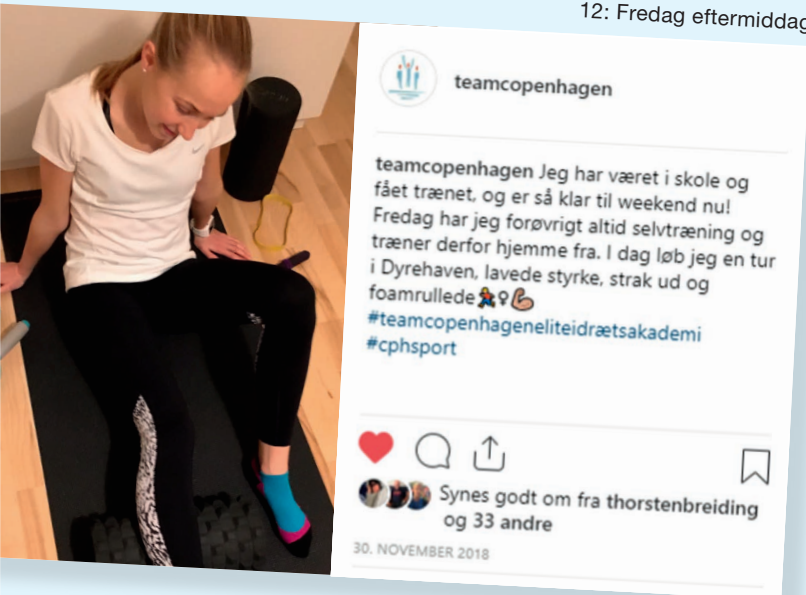 12: Fredag eftermiddag
teamcopenhagen
teamcopenhagen Jeg har været i skole og
fået trænet, og er så klar til weekend nu!
Fredag har jeg forøvrigt altid selvtræning og
træner derfor hjemme fra. I dag løb jeg en tur
i Dyrehaven, lavede styrke, strak ud og
foamrullede
#teamcopenhageneliteidrætsakademi
#cphsport
Synes godt om fra thorstenbreiding
og 33 andre
30. NOVEMBER 2018